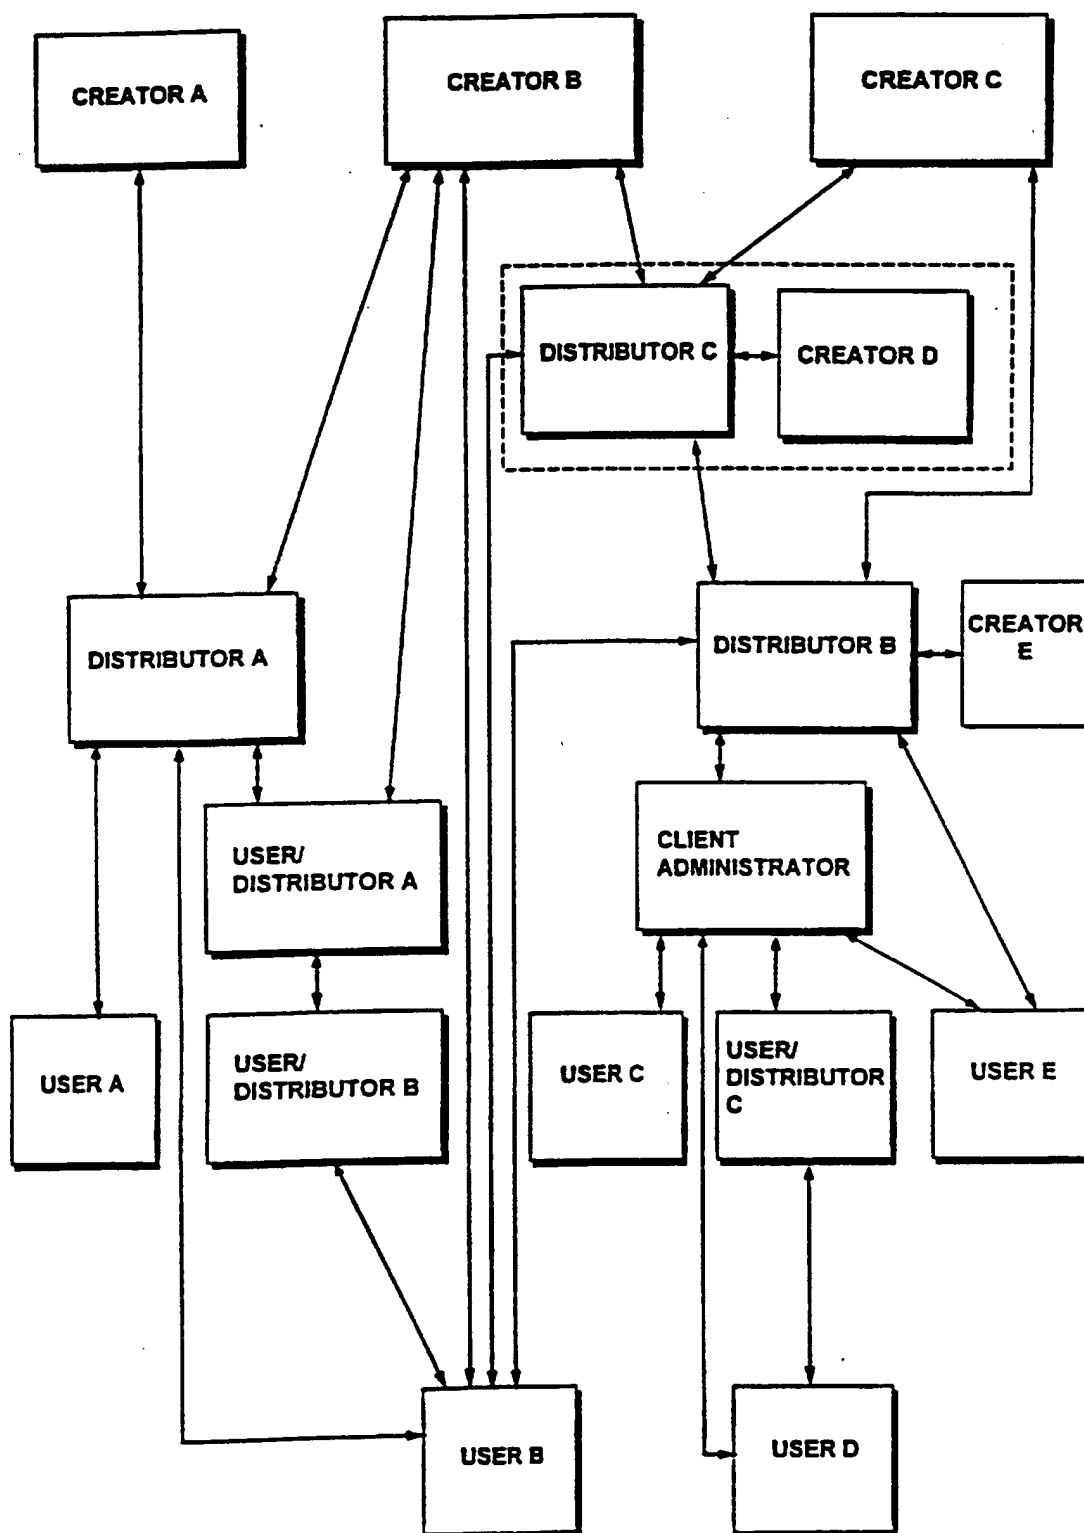 CREATOR A
CREATOR B
CREATOR C
DISTRIBUTOR C
CREATOR D
DISTRIBUTOR A
DISTRIBUTOR B
CREATOR
E
USER/
DISTRIBUTOR A
CLIENT
ADMINISTRATOR
USER A
USER/
DISTRIBUTOR B
USER C
USER/
DISTRIBUTOR
C
USER E
USER B
USER D